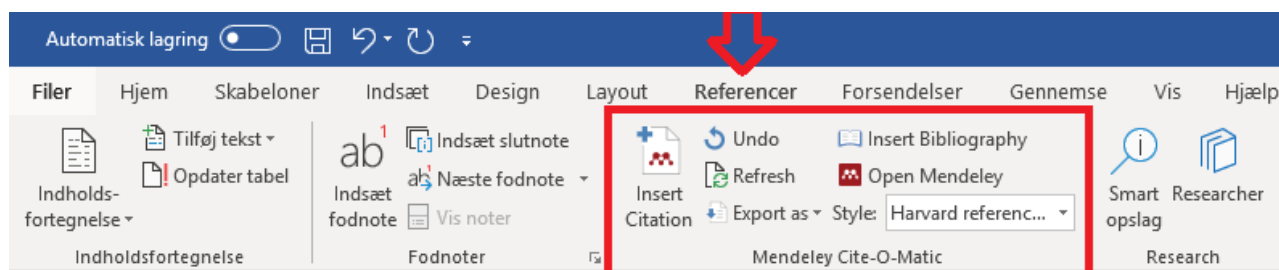 Automatisk lagring
Filer Hjem Skabeloner Indsæt Design Layout Referencer Forsendelser Gennemse Vis Hjælp
Indholds-
fortegnelse
Tilføj tekst
Opdater tabel
Indholdsfortegnelse
ab1
Indsæt
fodnote
Indsæt slutnote
ab Næste fodnote
Vis noter
Fodnoter
Insert
Citation
Undo
Refresh
Export as
Insert Bibliography
Open Mendeley
Style: Harvard referenc...
Mendeley Cite-O-Matic
Smart
opslag
Researcher
Research